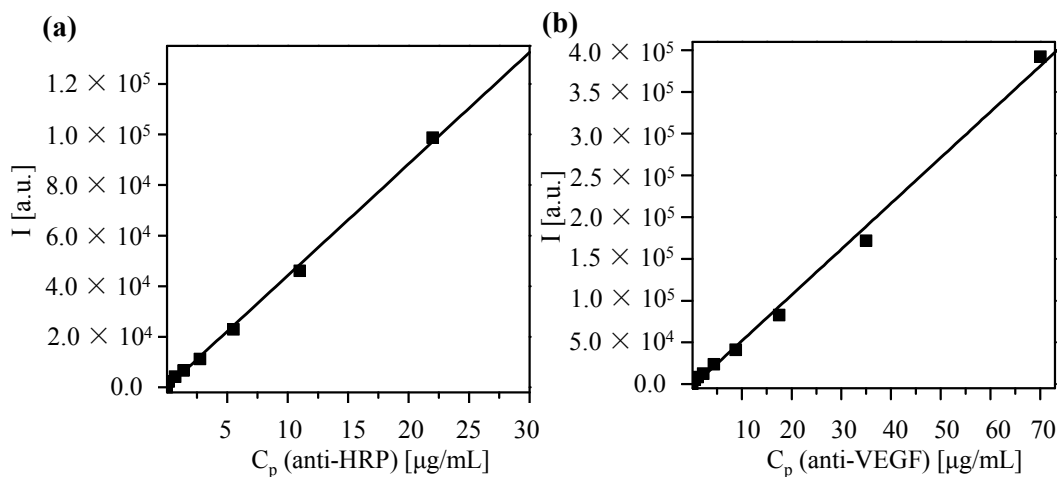 (a)
I [a.u.]
1.2 × 10⁵
1.0 × 10⁵
8.0 × 10⁴
6.0 × 10⁴
4.0 × 10⁴
2.0 × 10⁴
0.0
5 10 15 20 25 30
Cₚ (anti-HRP) [µg/mL]
(b)
I [a.u.]
4.0 × 10⁵
3.5 × 10⁵
3.0 × 10⁵
2.5 × 10⁵
2.0 × 10⁵
1.5 × 10⁵
1.0 × 10⁵
5.0 × 10⁴
0.0
10 20 30 40 50 60 70
Cₚ (anti-VEGF) [µg/mL]